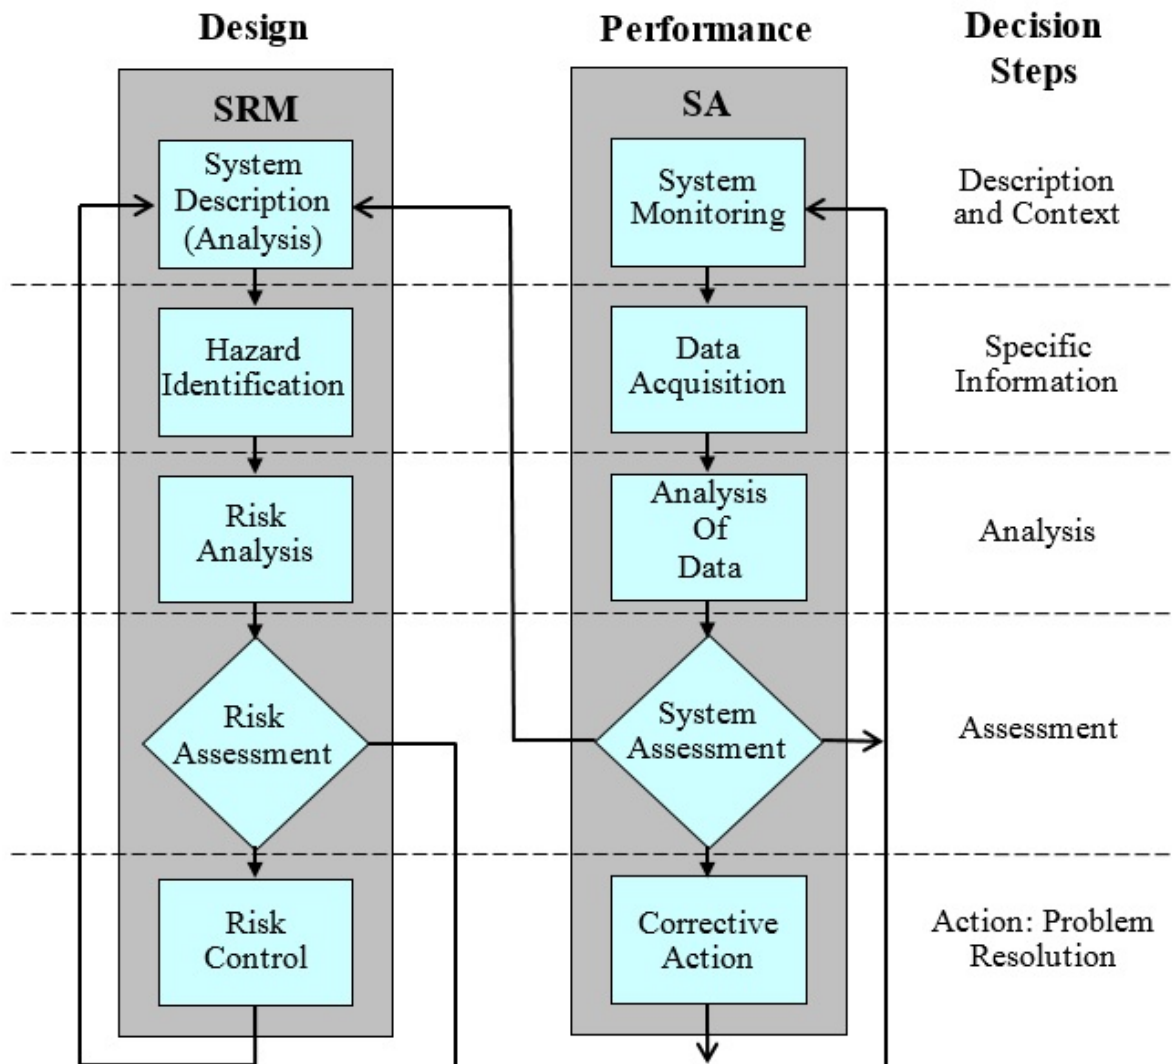 Design
Performance
Decision
Steps
SRM
System
Description
(Analysis)
Hazard
Identification
Risk
Analysis
Risk
Assessment
Risk
Control
SA
System
Monitoring
Data
Acquisition
Analysis
Of
Data
System
Assessment
Corrective
Action
Description
and Context
Specific
Information
Analysis
Assessment
Action: Problem
Resolution